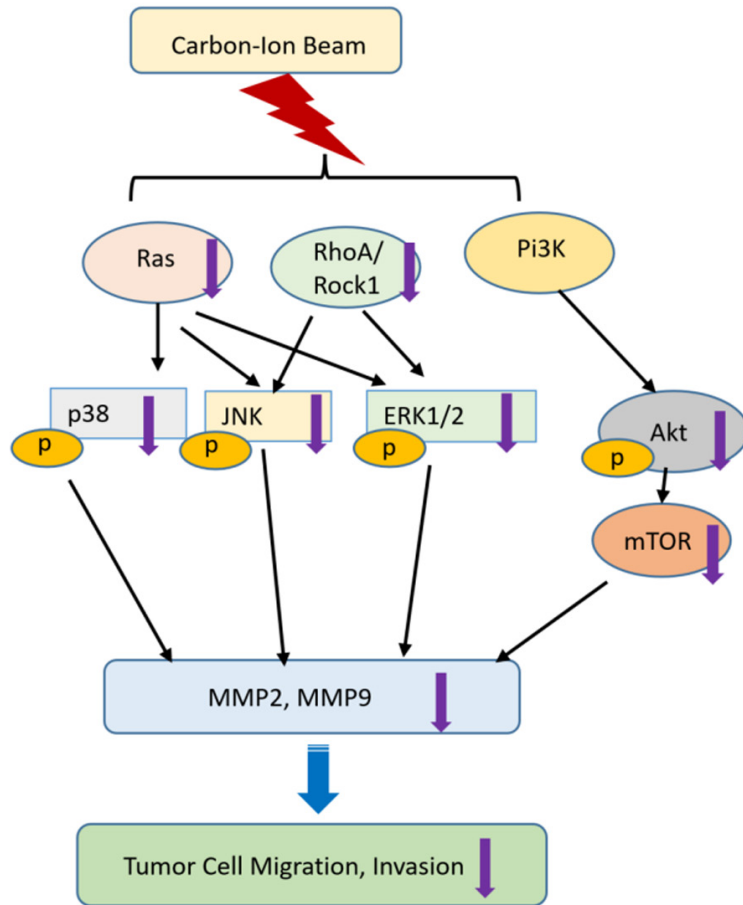 Carbon-Ion Beam
Ras
RhoA/
Rock1
Pi3K
p38
p
JNK
p
ERK1/2
p
Akt
p
mTOR
MMP2, MMP9
Tumor Cell Migration, Invasion